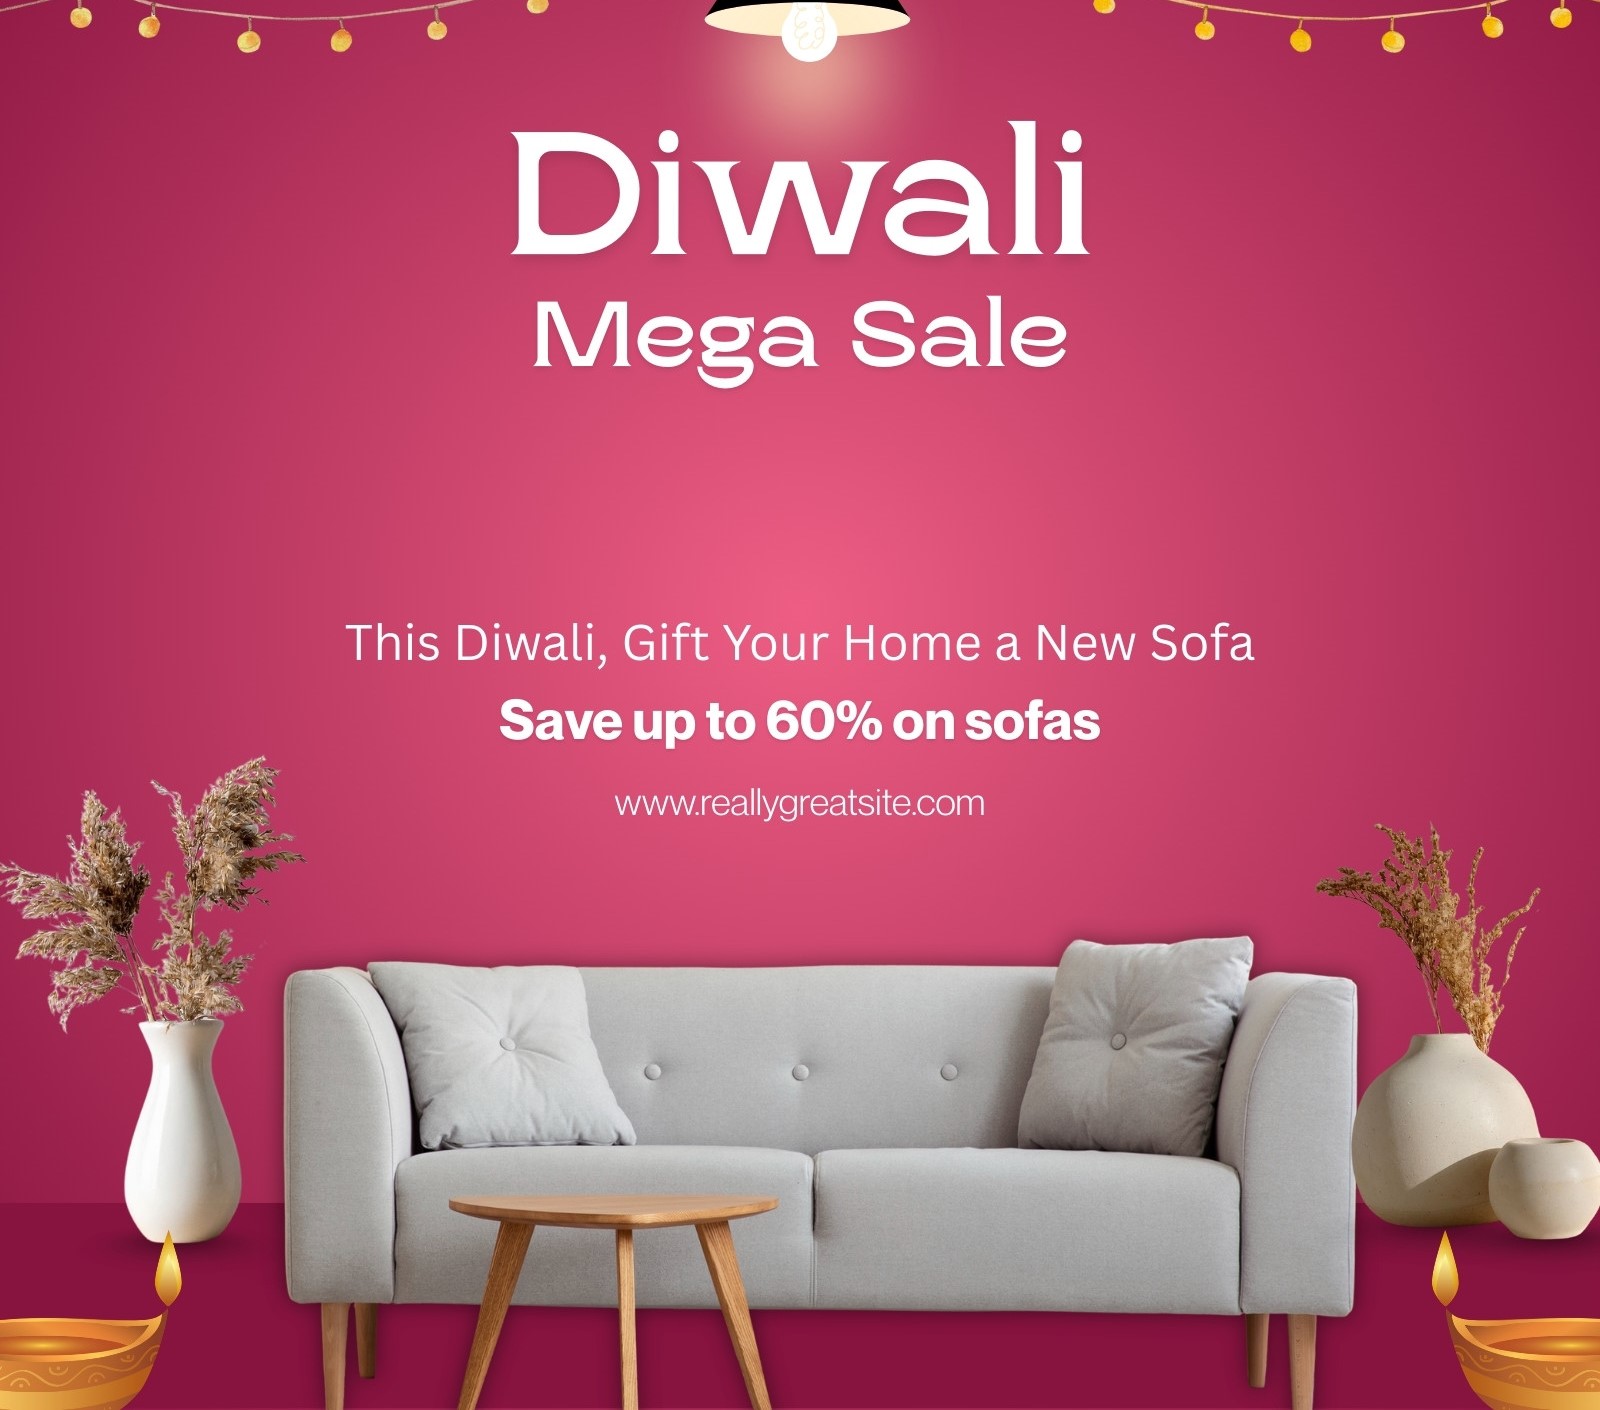 Diwali
Mega Sale
This Diwali, Gift Your Home a New Sofa
Save up to 60% on sofas
www.reallygreatsite.com